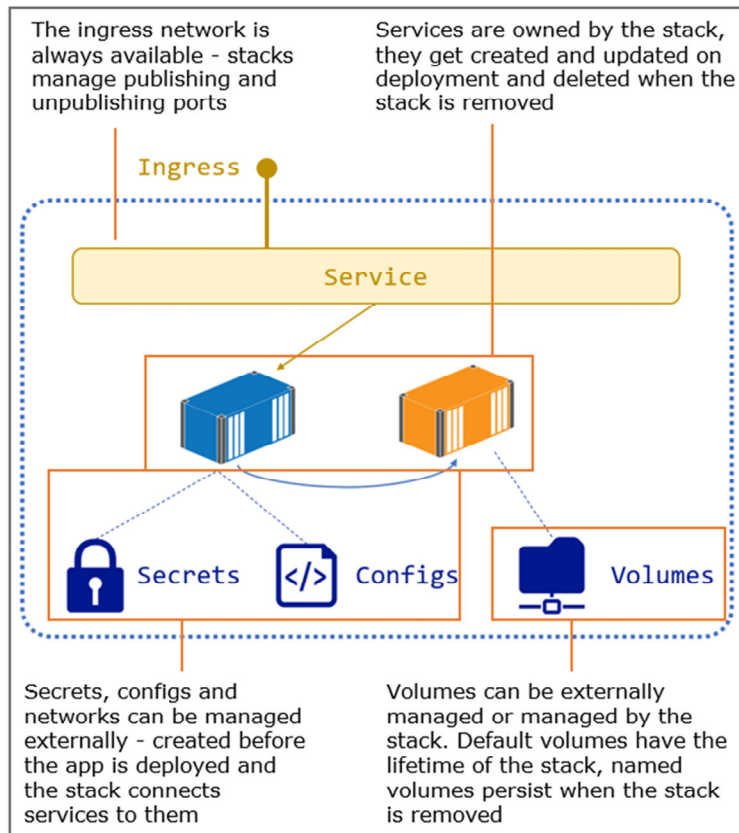 The ingress network is
always available - stacks
manage publishing and
unpublishing ports
Services are owned by the stack,
they get created and updated on
deployment and deleted when the
stack is removed
Ingress
Service
Secrets
Configs
Volumes
Secrets, configs and
networks can be managed
externally - created before
the app is deployed and
the stack connects
services to them
Volumes can be externally
managed or managed by the
stack. Default volumes have the
lifetime of the stack, named
volumes persist when the stack
is removed